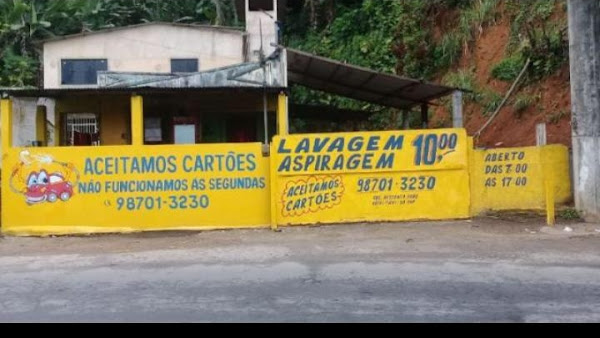 ACEITAMOS CARTÕES
NÃO FUNCIONAMOS AS SEGUNDAS
98701-3230
LAVAGEM
ASPIRAGEM
10,00
ACEITAMOS
CARTÕES
98701-3230
ABERTO
DAS 7:00
AS 17:00